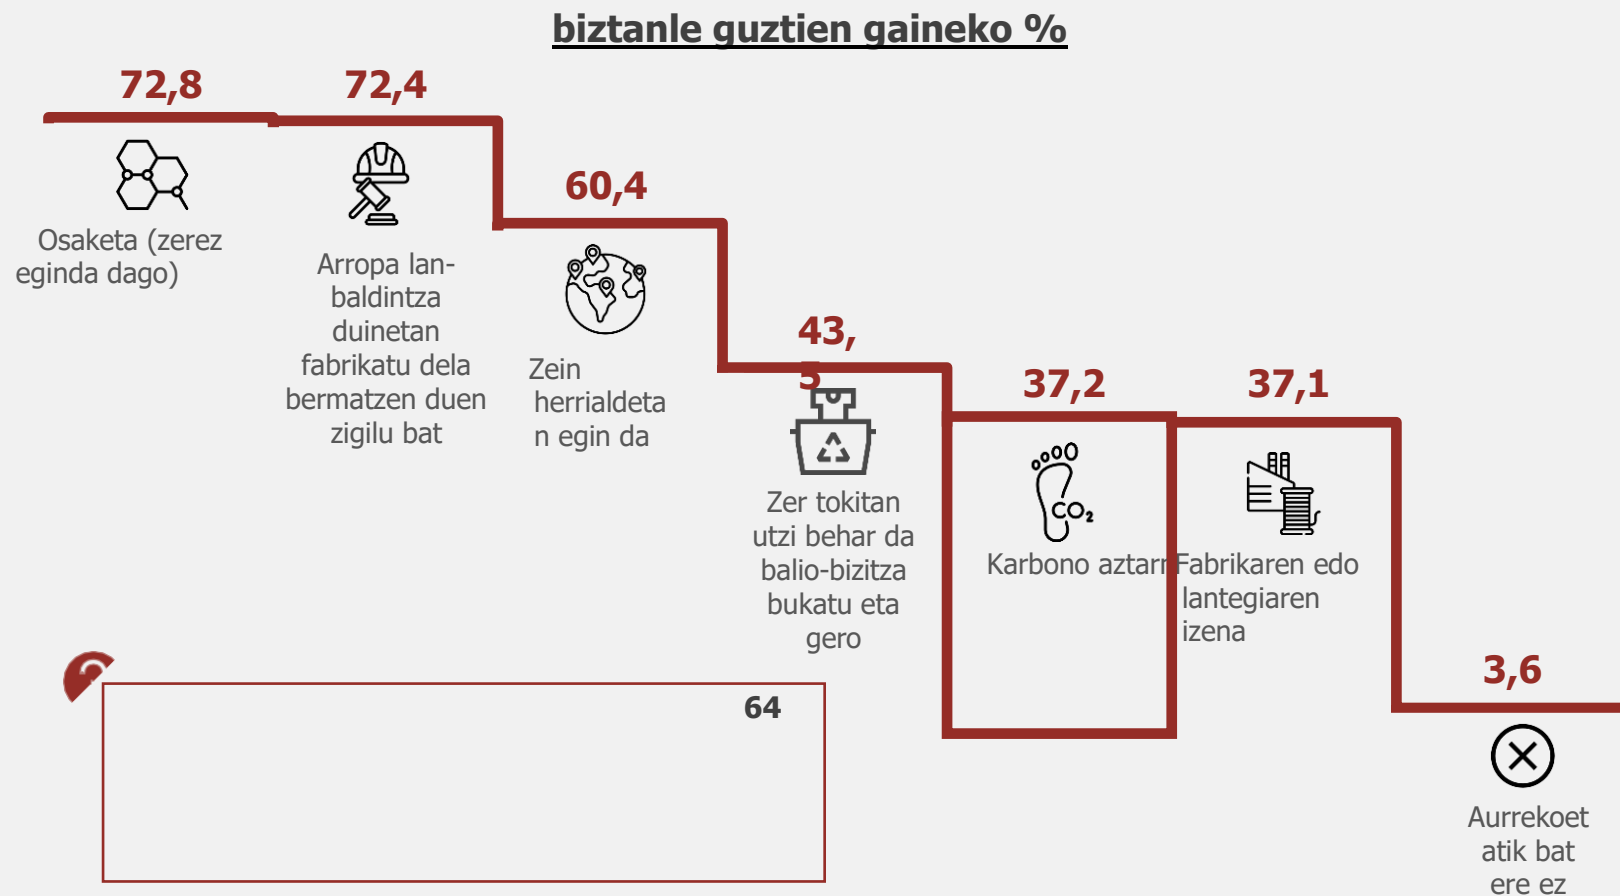 biztanle guztien gaineko %
72,8
Osaketa (zerez
eginda dago)
72,4
Arropa lan-
baldintza
duinetan
fabrikatu dela
bermatzen duen
zigilu bat
60,4
Zein
herrialdeta
n egin da
43,
5
Zer tokitan
utzi behar da
balio-bizitza
bukatu eta
gero
37,2
CO₂
Karbono aztarr
37,1
Fabrikaren edo
lantegiaren
izena
3,6
Aurrekoet
atik bat
ere ez
64